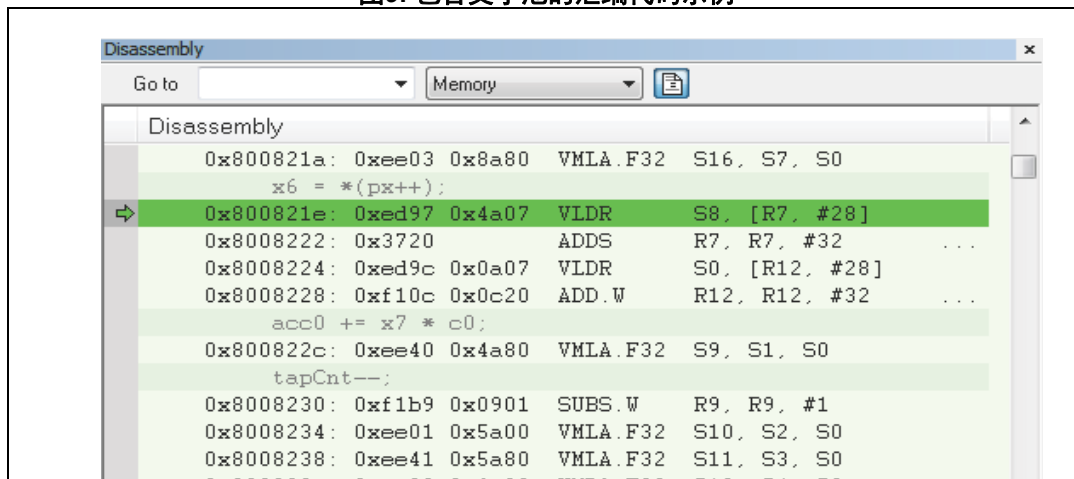 Disassembly
Go to Memory
Disassembly
0x800821a: 0xee03 0x8a80 VMLA.F32 S16, S7, S0
x6 = *(px++);
0x800821e: 0xed97 0x4a07 VLDR S8, [R7, #28]
0x8008222: 0x3720 ADDS R7, R7, #32 ...
0x8008224: 0xed9c 0x0a07 VLDR S0, [R12, #28]
0x8008228: 0xf10c 0x0c20 ADD.W R12, R12, #32 ...
acc0 += x7 * c0;
0x800822c: 0xee40 0x4a80 VMLA.F32 S9, S1, S0
tapCnt--;
0x8008230: 0xf1b9 0x0901 SUBS.W R9, R9, #1
0x8008234: 0xee01 0x5a00 VMLA.F32 S10, S2, S0
0x8008238: 0xee41 0x5a80 VMLA.F32 S11, S3, S0